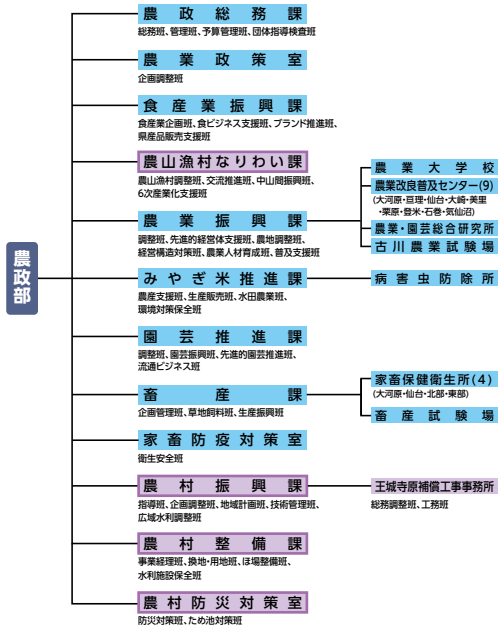 農政部
農政総務課
総務班、管理班、予算管理班、団体指導検査班
農業政策室
企画調整班
食産業振興課
食産業企画班、食ビジネス支援班、ブランド推進班、
県産品販売支援班
農山漁村なりわい課
農山漁村調整班、交流推進班、中山間振興班、
6次産業化支援班
農業振興課
調整班、先進的経営体支援班、農地調整班、
経営構造対策班、農業人材育成班、普及支援班
農業大学校
農業改良普及センター(9)
(大河原・亘理・仙台・大崎・美里
・栗原・登米・石巻・気仙沼)
農業・園芸総合研究所
古川農業試験場
みやぎ米推進課
農産支援班、生産販売班、水田農業班、
環境対策保全班
病害虫防除所
園芸推進課
調整班、園芸振興班、先進的園芸推進班、
流通ビジネス班
畜産課
企画管理班、草地飼料班、生産振興班
家畜保健衛生所(4)
(大河原・仙台・北部・東部)
畜産試験場
家畜防疫対策室
衛生安全班
農村振興課
指導班、企画調整班、地域計画班、技術管理班、
広域水利調整班
王城寺原補償工事事務所
総務調整班、工務班
農村整備課
事業経理班、換地・用地班、ほ場整備班、
水利施設保全班
農村防災対策室
防災対策班、ため池対策班